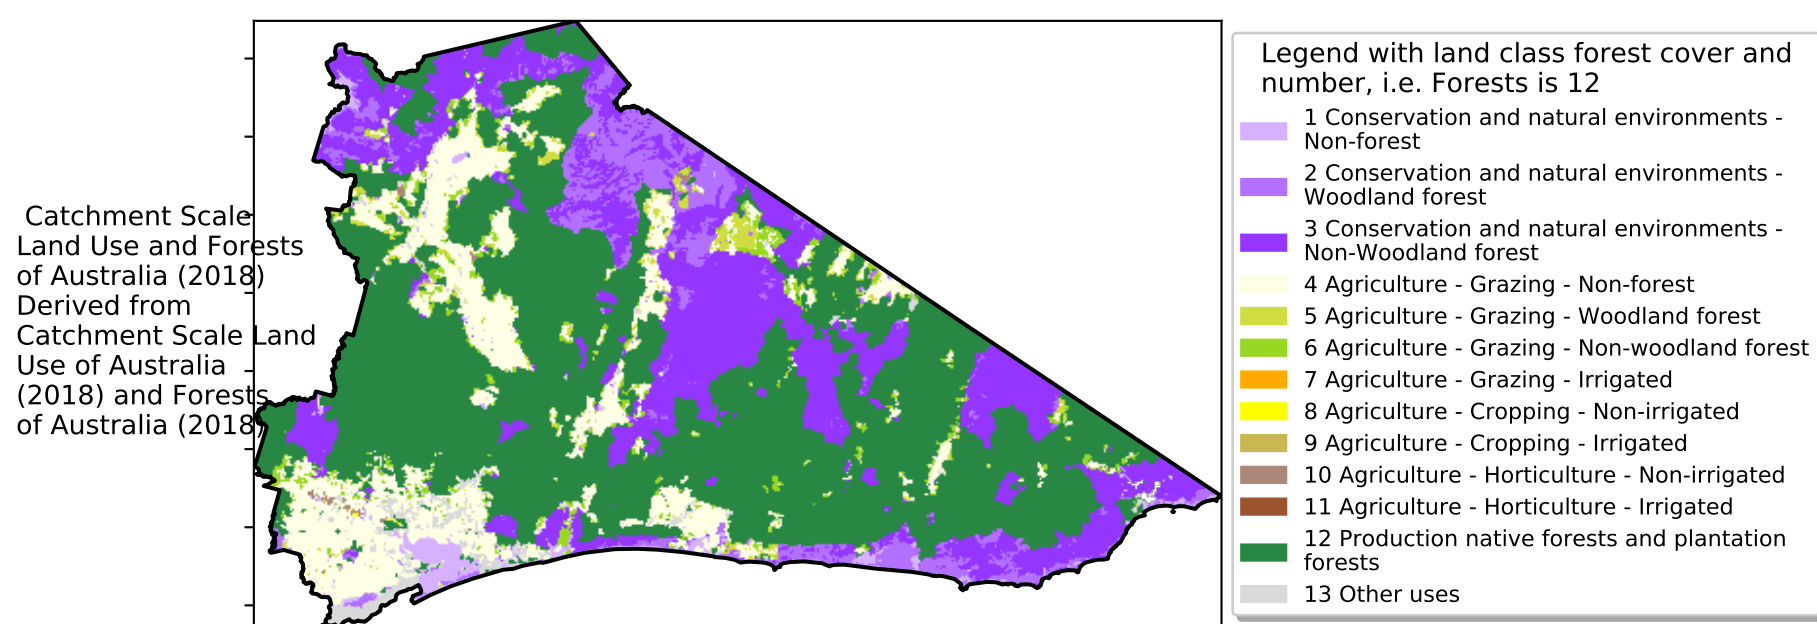 Catchment Scale
Land Use and Forests
of Australia (2018)
Derived from
Catchment Scale Land
Use of Australia
(2018) and Forests
of Australia (2018)
Legend with land class forest cover and
number, i.e. Forests is 12
1 Conservation and natural environments -
Non-forest
2 Conservation and natural environments -
Woodland forest
3 Conservation and natural environments -
Non-Woodland forest
4 Agriculture - Grazing - Non-forest
5 Agriculture - Grazing - Woodland forest
6 Agriculture - Grazing - Non-woodland forest
7 Agriculture - Grazing - Irrigated
8 Agriculture - Cropping - Non-irrigated
9 Agriculture - Cropping - Irrigated
10 Agriculture - Horticulture - Non-irrigated
11 Agriculture - Horticulture - Irrigated
12 Production native forests and plantation
forests
13 Other uses